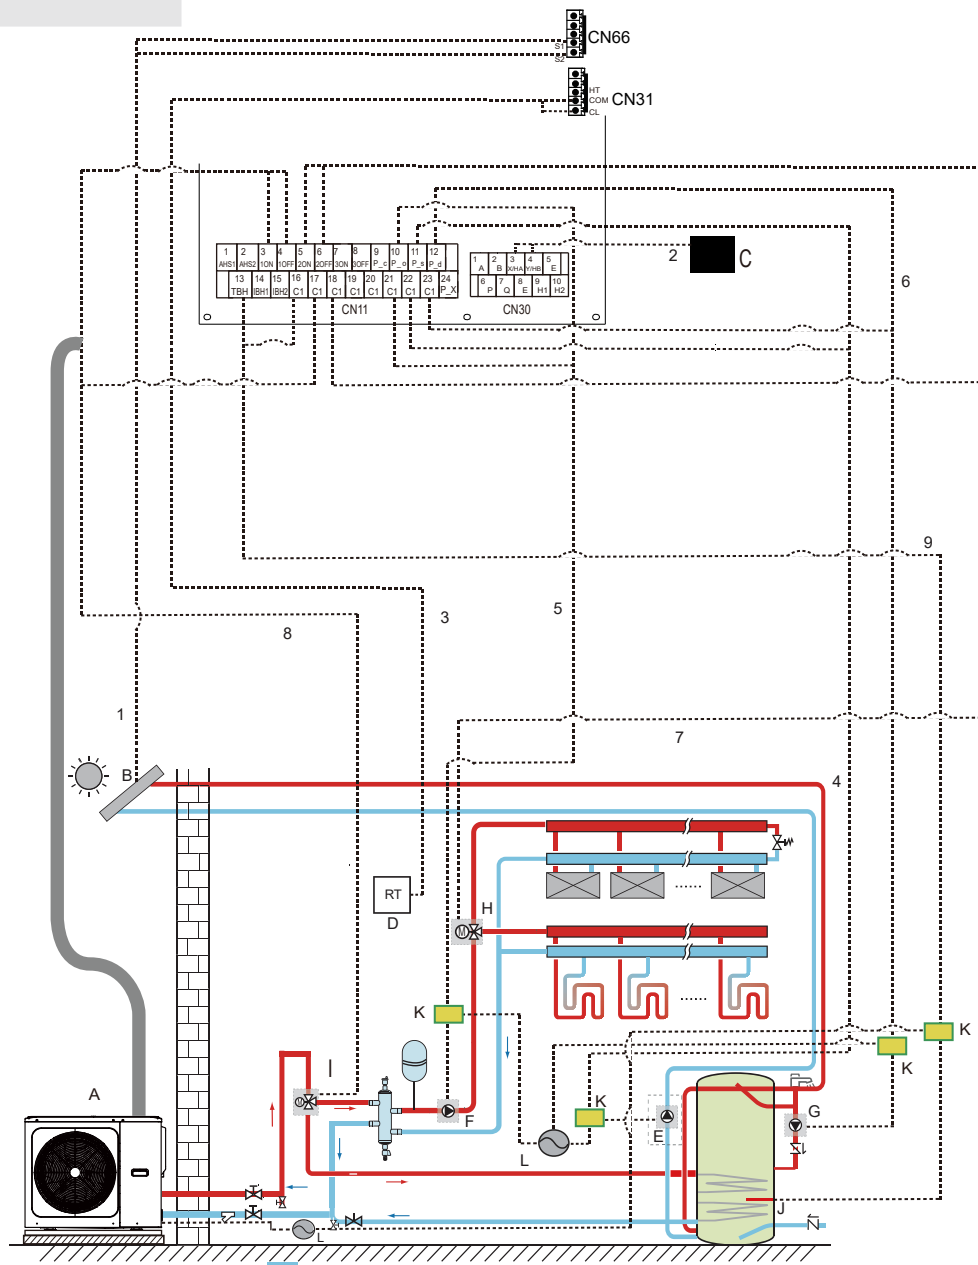 CN66
S1
S2
HT
COM
CN31
CL
1 2 3 4 5 6 7 8 9 10 11 12
AHS1 AHS2 1ON 1OFF 2ON 2OFF 3ON 3OFF P_c P_o P_s P_d
13 14 15 16 17 18 19 20 21 22 23 24
TBH IBH1 IBH2 C1 C1 C1 C1 C1 C1 C1 C1 P_X
CN11
1 2 3 4 5
A B X/HA Y/HB E
6 7 8 9 10
P Q E H1 H2
CN30
2
C
6
9
3
5
8
1
7
B
4
RT
D
H
M
K
K
K
I
A
M
F
K
E
G
L
J
L
Z